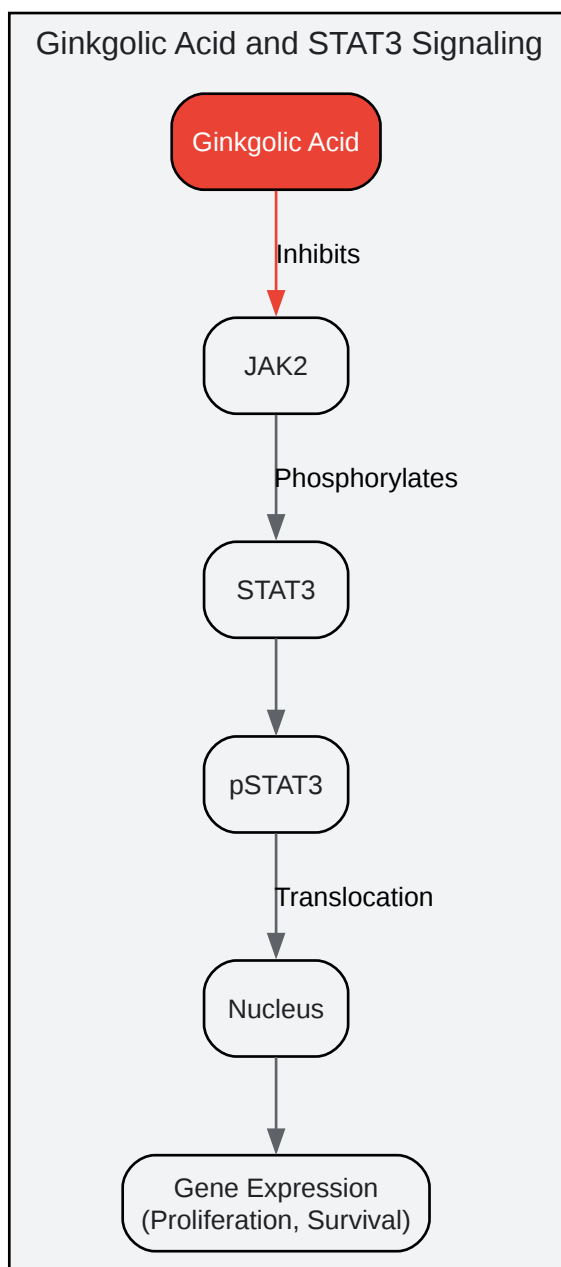 Ginkgolic Acid and STAT3 Signaling
Ginkgolic Acid
Inhibits
JAK2
Phosphorylates
STAT3
pSTAT3
Translocation
Nucleus
Gene Expression
(Proliferation, Survival)